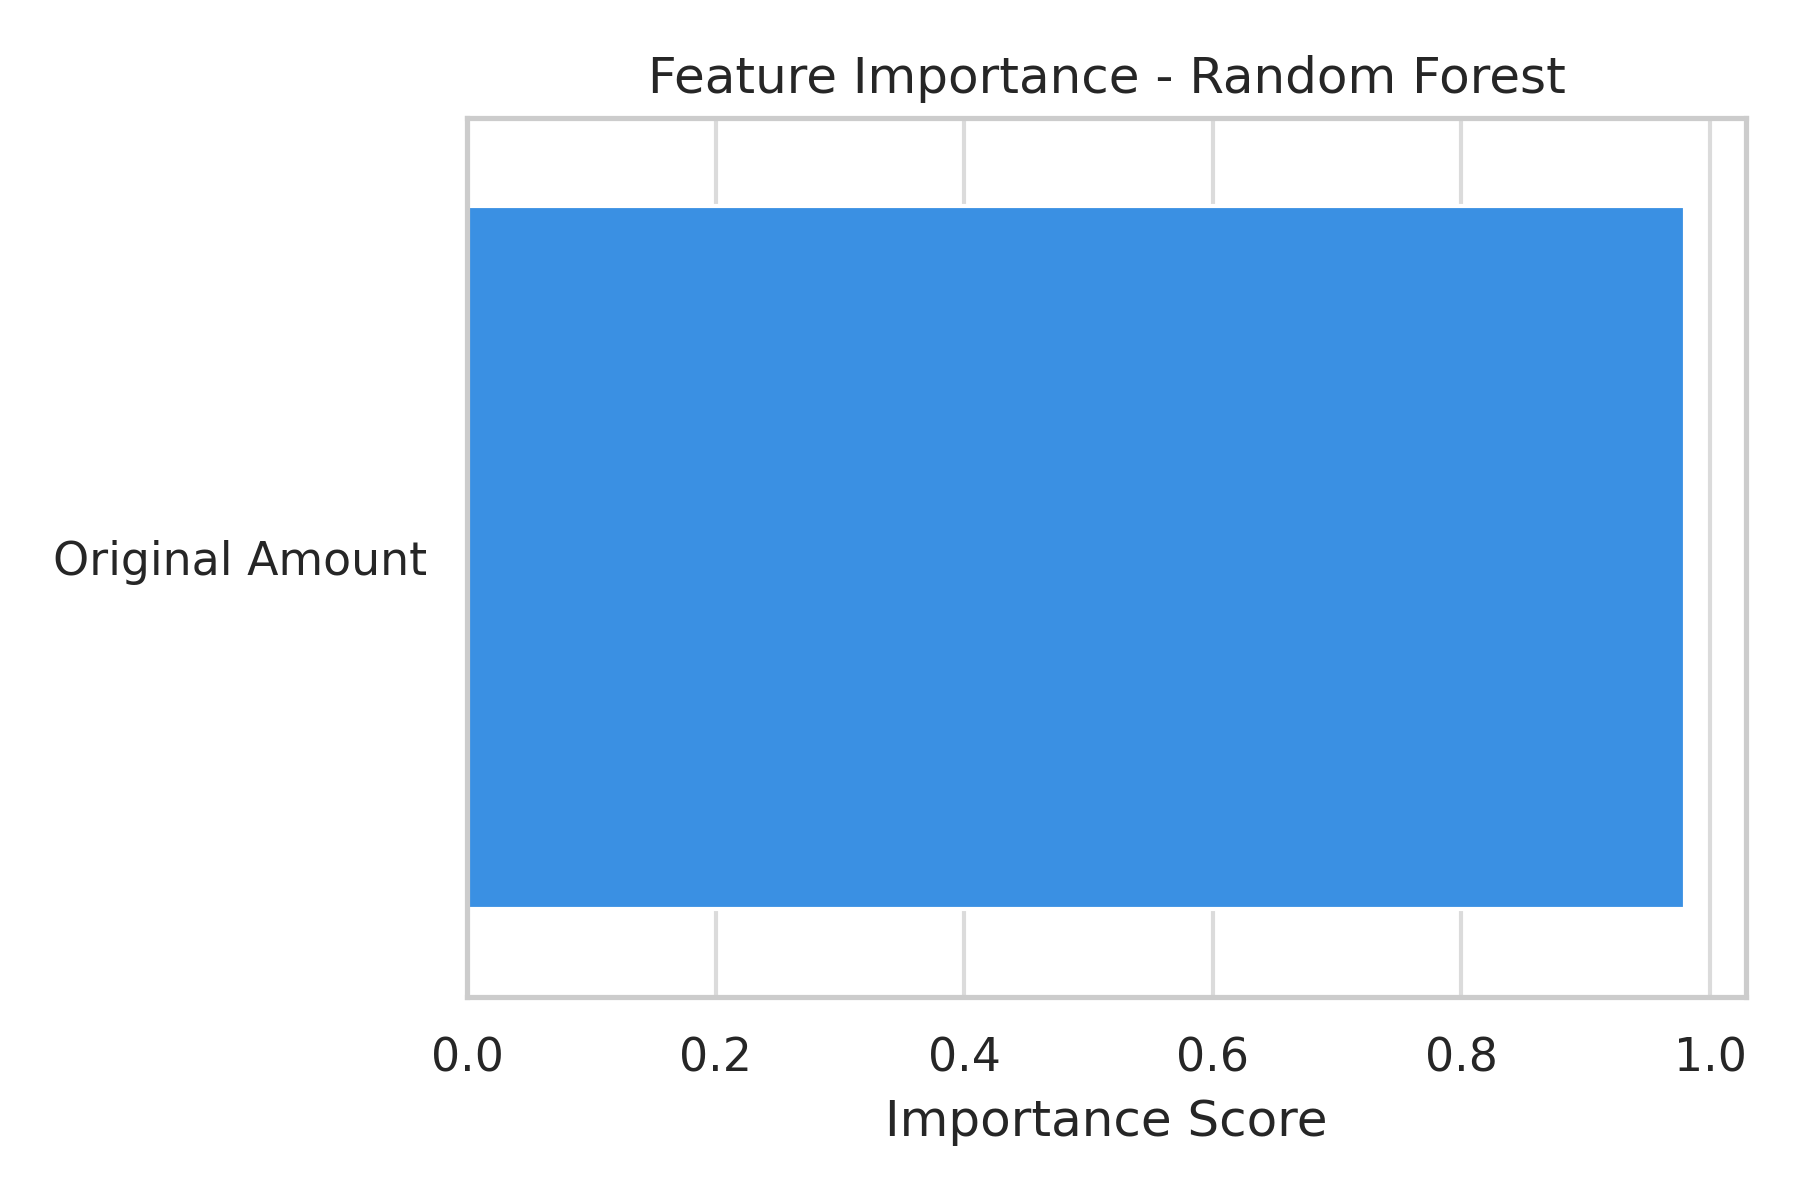 Feature Importance - Random Forest
Original Amount
0.0 0.2 0.4 0.6 0.8 1.0
Importance Score